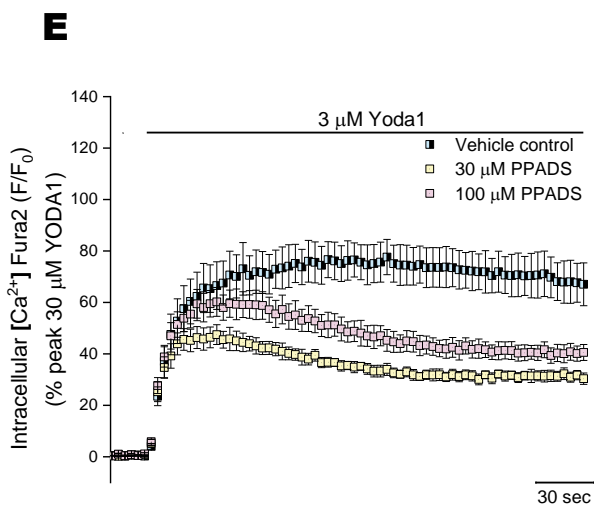 E
Intracellular [Ca²⁺] Fura2 (F/F₀)
(% peak 30 μM YODA1)
140
120
100
80
60
40
20
0
3 μM Yoda1
Vehicle control
30 μM PPADS
100 μM PPADS
30 sec